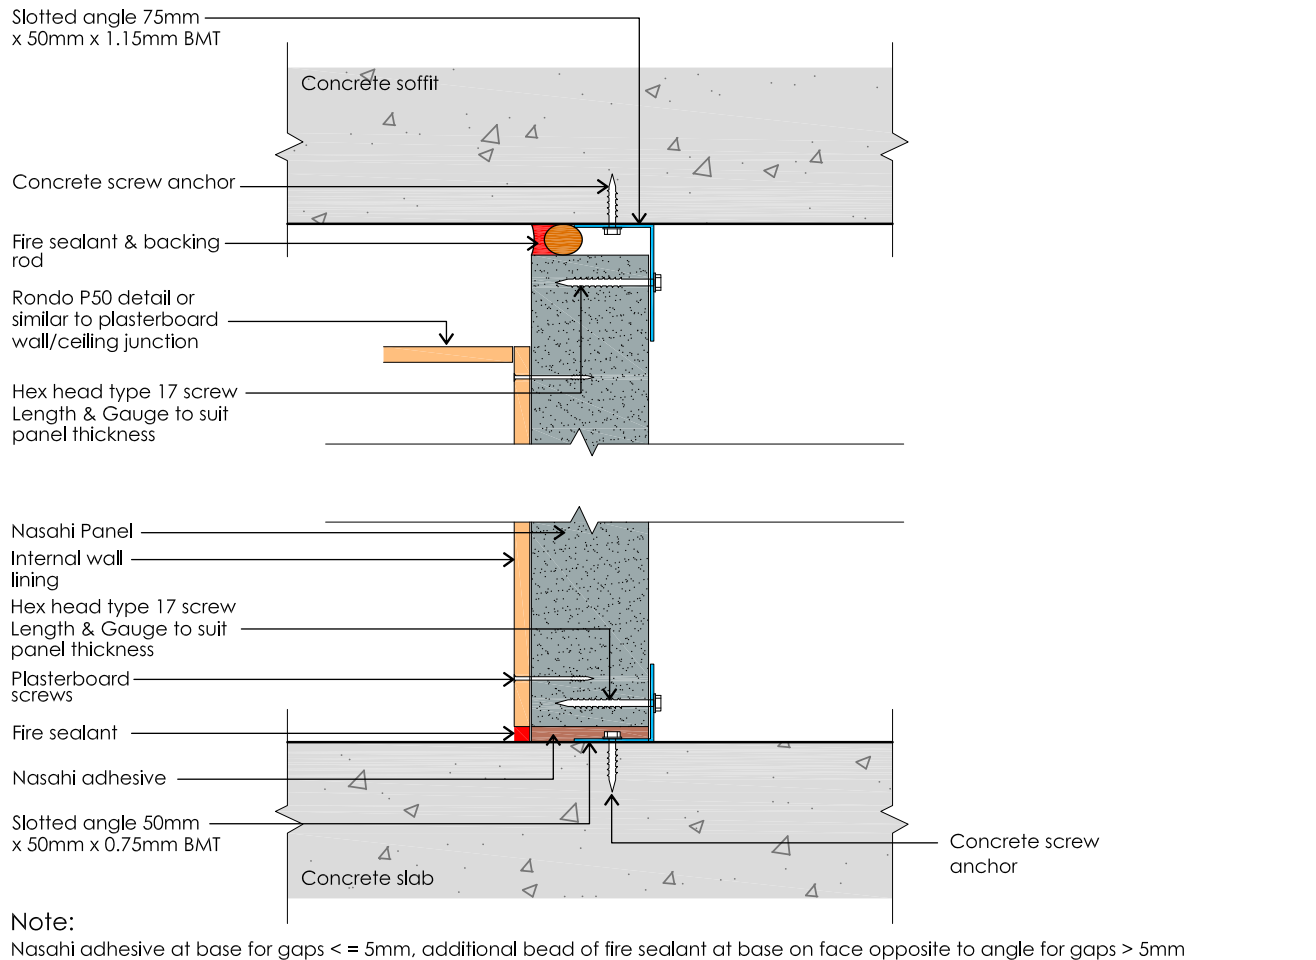 Slotted angle 75mm
x 50mm x 1.15mm BMT
Concrete soffit
Concrete screw anchor
Fire sealant & backing
rod
Rondo P50 detail or
similar to plasterboard
wall/ceiling junction
Hex head type 17 screw
Length & Gauge to suit
panel thickness
Nasahi Panel
Internal wall
lining
Hex head type 17 screw
Length & Gauge to suit
panel thickness
Plasterboard
screws
Fire sealant
Nasahi adhesive
Slotted angle 50mm
x 50mm x 0.75mm BMT
Concrete screw
anchor
Concrete slab
Note:
Nasahi adhesive at base for gaps < = 5mm, additional bead of fire sealant at base on face opposite to angle for gaps > 5mm